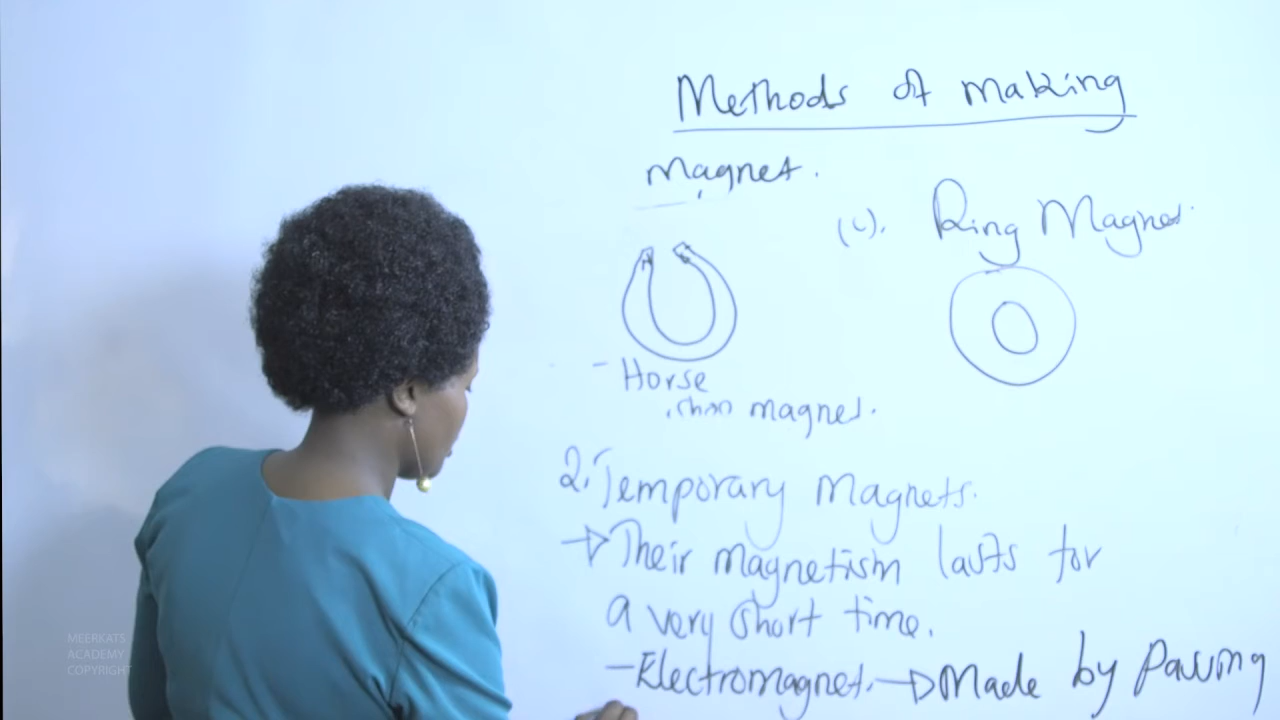 Methods of making
magnet.
(c). Ring Magnet.
Horse
magnet.
2. Temporary magnets.
→ Their magnetism lasts for
a very short time.
- Electromagnet. → Made by passing
MEERKATS
ACADEMY
COPYRIGHT